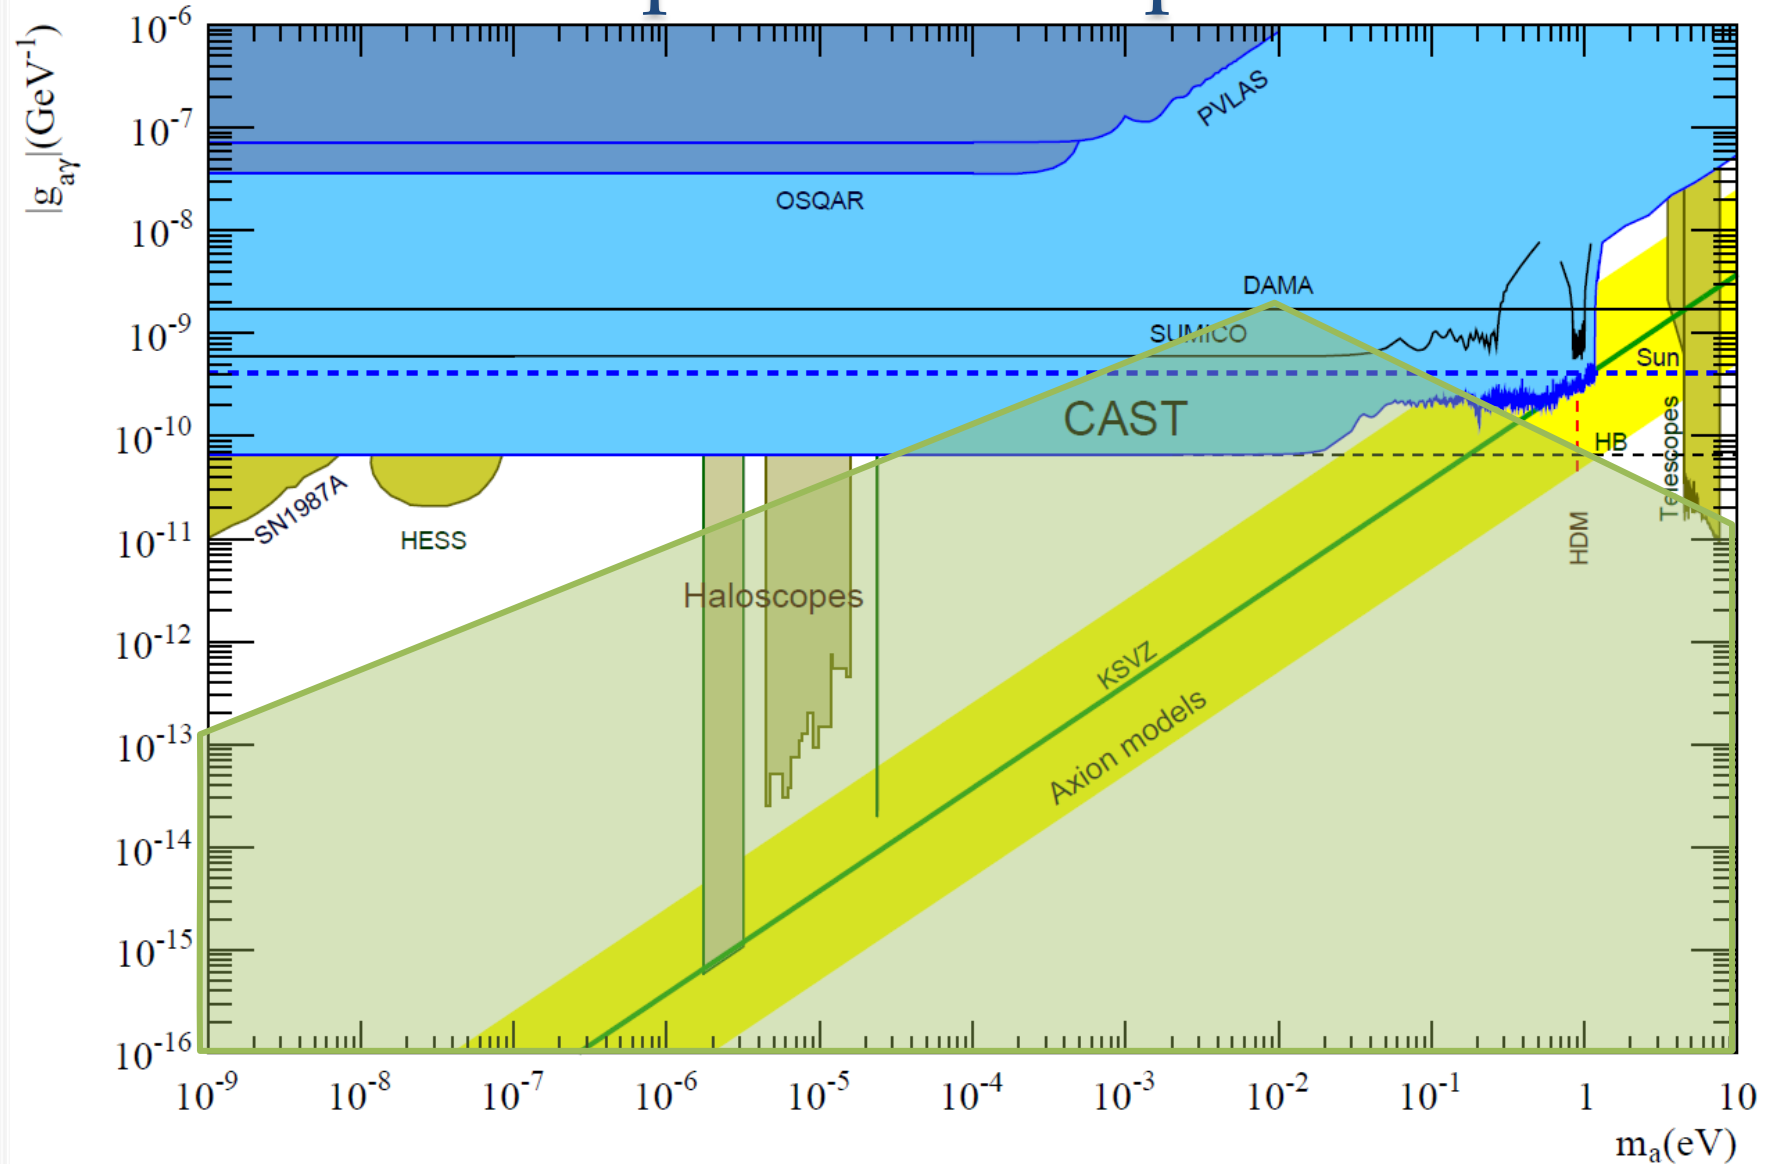 |g_aγ|(GeV^-1)
10^-6
10^-7
10^-8
10^-9
10^-10
10^-11
10^-12
10^-13
10^-14
10^-15
10^-16
PVLAS
OSQAR
DAMA
SUMICO
Sun
CAST
HB
Telescopes
SN1987A
HESS
HDM
Haloscopes
KSVZ
Axion models
10^-9 10^-8 10^-7 10^-6 10^-5 10^-4 10^-3 10^-2 10^-1 1 10
m_a(eV)